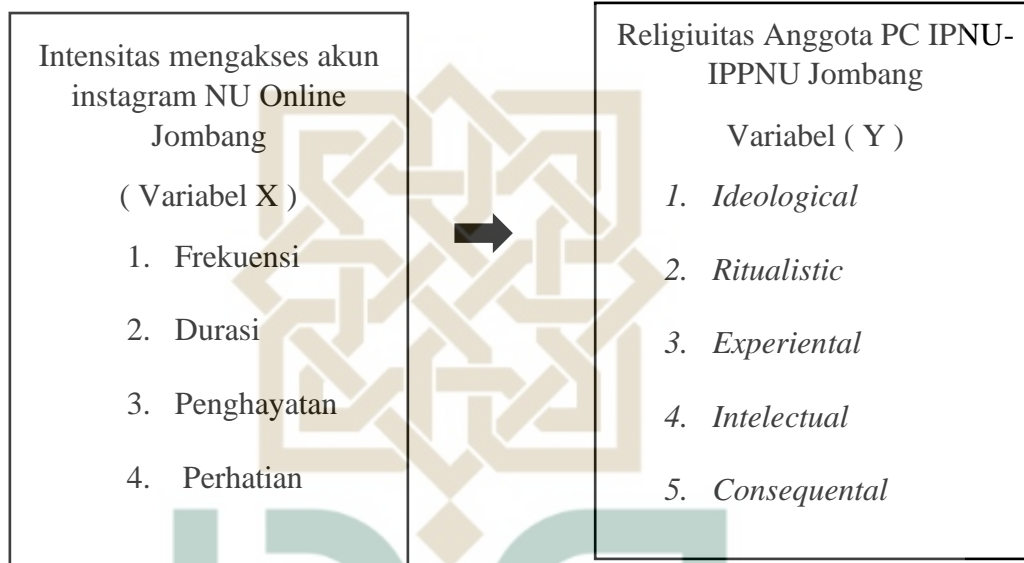 Intensitas mengakses akun
instagram NU Online
Jombang
( Variabel X )
1. Frekuensi
2. Durasi
3. Penghayatan
4. Perhatian
Religiuitas Anggota PC IPNU-
IPPNU Jombang
Variabel ( Y )
1. Ideological
2. Ritualistic
3. Experiental
4. Intelectual
5. Consequental